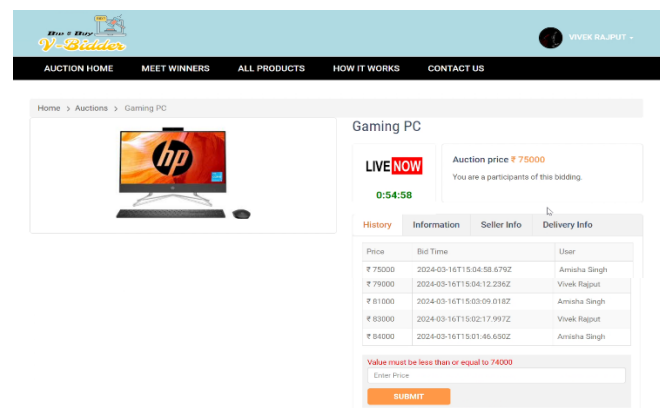 Bid & Buy
V-Bidder
VIVEK RAJPUT
AUCTION HOME MEET WINNERS ALL PRODUCTS HOW IT WORKS CONTACT US
Home > Auctions > Gaming PC
Gaming PC
hp
LIVE NOW
0:54:58
Auction price ₹ 75000
You are a participants of this bidding.
History Information Seller Info Delivery Info
Price Bid Time User
₹ 75000 2024-03-16T15:04:58.679Z Amisha Singh
₹ 79000 2024-03-16T15:04:12.236Z Vivek Rajput
₹ 81000 2024-03-16T15:03:09.018Z Amisha Singh
₹ 83000 2024-03-16T15:02:17.997Z Vivek Rajput
₹ 84000 2024-03-16T15:01:46.650Z Amisha Singh
Value must be less than or equal to 74000
Enter Price
SUBMIT